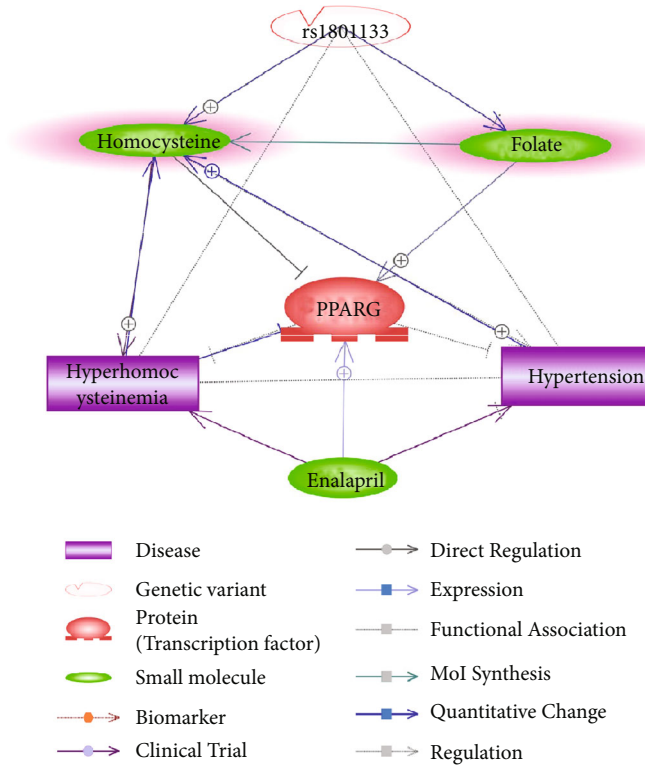 rs1801133
Homocysteine
Folate
PPARG
Hyperhomoc
ysteinemia
Hypertension
Enalapril
Disease
Direct Regulation
Genetic variant
Expression
Protein
(Transcription factor)
Functional Association
Small molecule
MoI Synthesis
Biomarker
Quantitative Change
Clinical Trial
Regulation